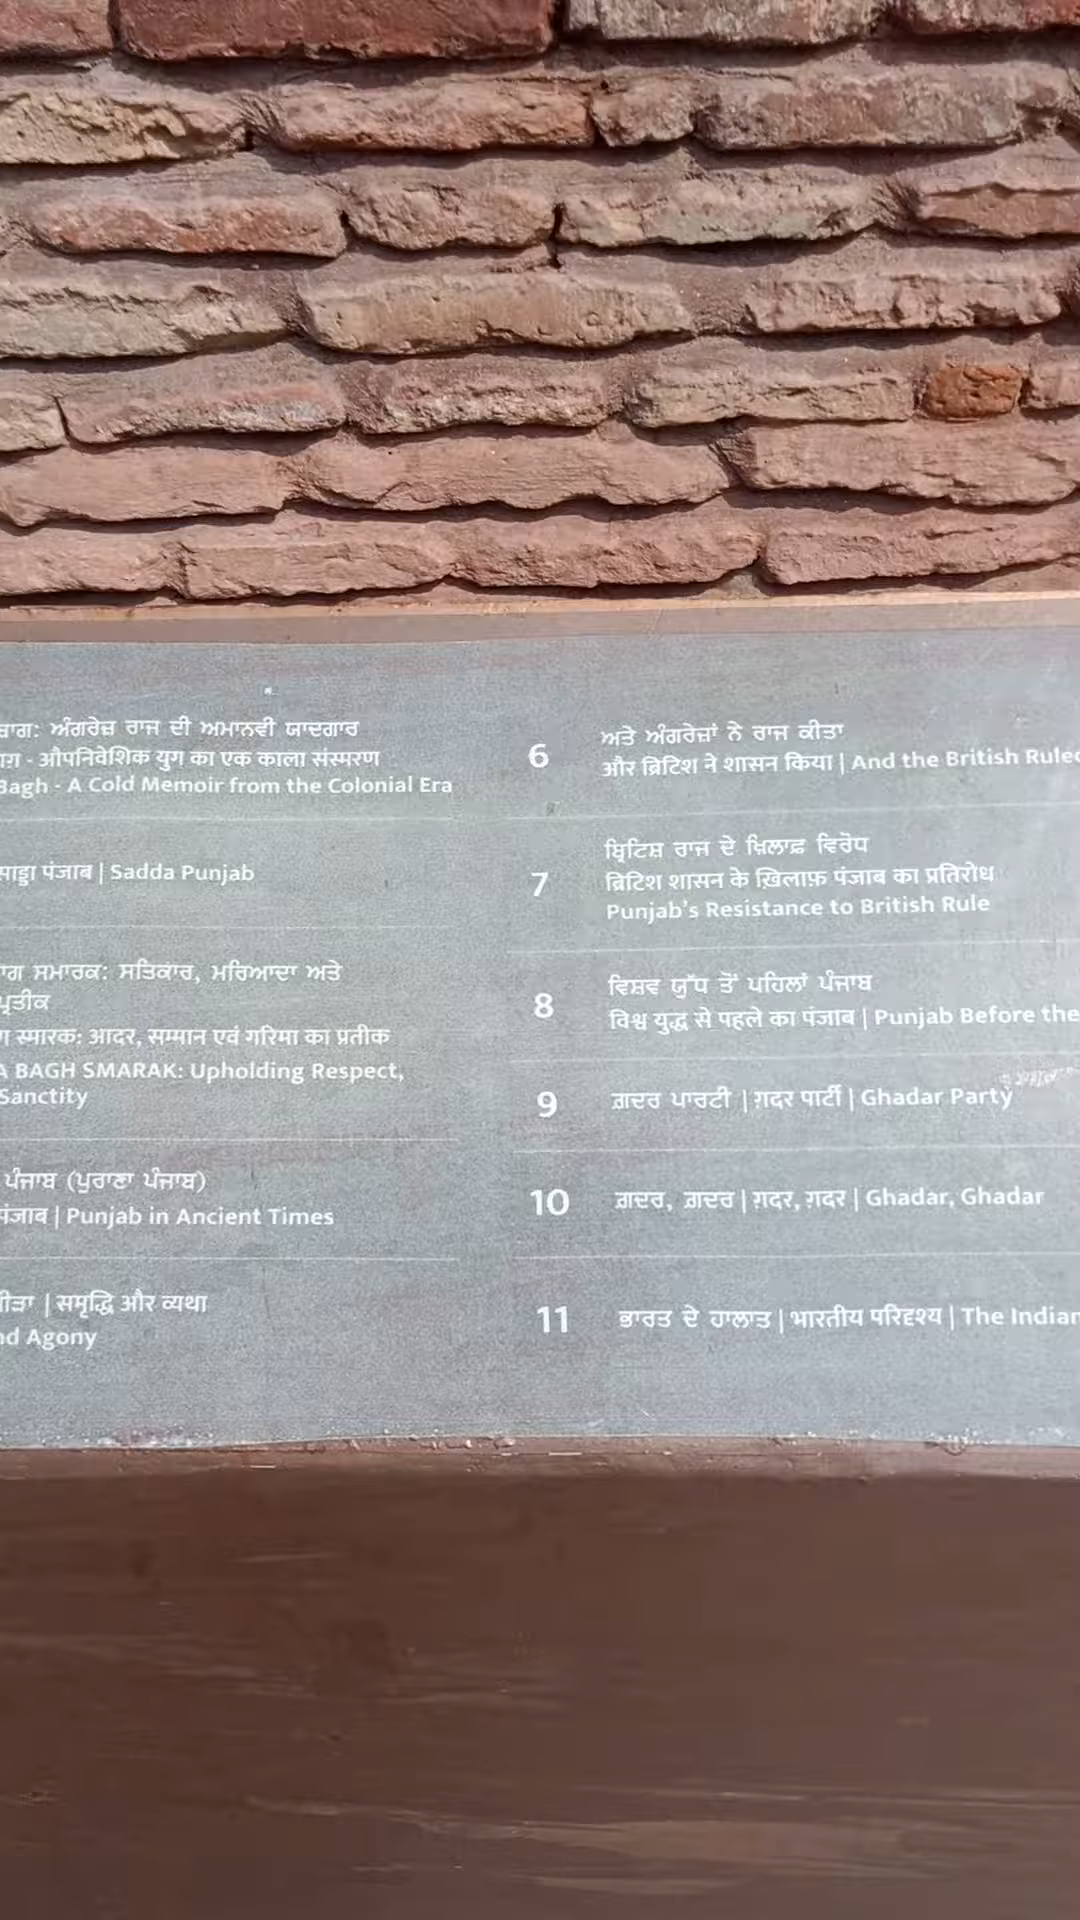 ਬਾਗ: ਅੰਗਰੇਜ਼ ਰਾਜ ਦੀ ਅਮਾਨਵੀ ਯਾਦਗਾਰ
- औपनिवेशिक युग का एक काला संस्मरण
Bagh - A Cold Memoir from the Colonial Era
साड्डा पंजाब | Sadda Punjab
ਸਮਾਰਕ: ਸਤਿਕਾਰ, ਮਰਿਆਦਾ ਅਤੇ
ਪ੍ਰਤੀਕ
स्मारक: आदर, सम्मान एवं गरिमा का प्रतीक
BAGH SMARAK: Upholding Respect,
Sanctity
ਪੰਜਾਬ (ਪੁਰਾਣਾ ਪੰਜਾਬ)
पंजाब | Punjab in Ancient Times
| समृद्धि और व्यथा
Agony
6
ਅਤੇ ਅੰਗਰੇਜ਼ਾਂ ਨੇ ਰਾਜ ਕੀਤਾ
और ब्रिटिश ने शासन किया | And the British Ruled
7
ਬ੍ਰਿਟਿਸ਼ ਰਾਜ ਦੇ ਖ਼ਿਲਾਫ਼ ਵਿਰੋਧ
ब्रिटिश शासन के ख़िलाफ़ पंजाब का प्रतिरोध
Punjab's Resistance to British Rule
8
ਵਿਸ਼ਵ ਯੁੱਧ ਤੋਂ ਪਹਿਲਾਂ ਪੰਜਾਬ
विश्व युद्ध से पहले का पंजाब | Punjab Before the
9 ਗ਼ਦਰ ਪਾਰਟੀ | ग़दर पार्टी | Ghadar Party
10 ਗ਼ਦਰ, ਗ਼ਦਰ | ग़दर, ग़दर | Ghadar, Ghadar
11 ਭਾਰਤ ਦੇ ਹਾਲਾਤ | भारतीय परिदृश्य | The Indian